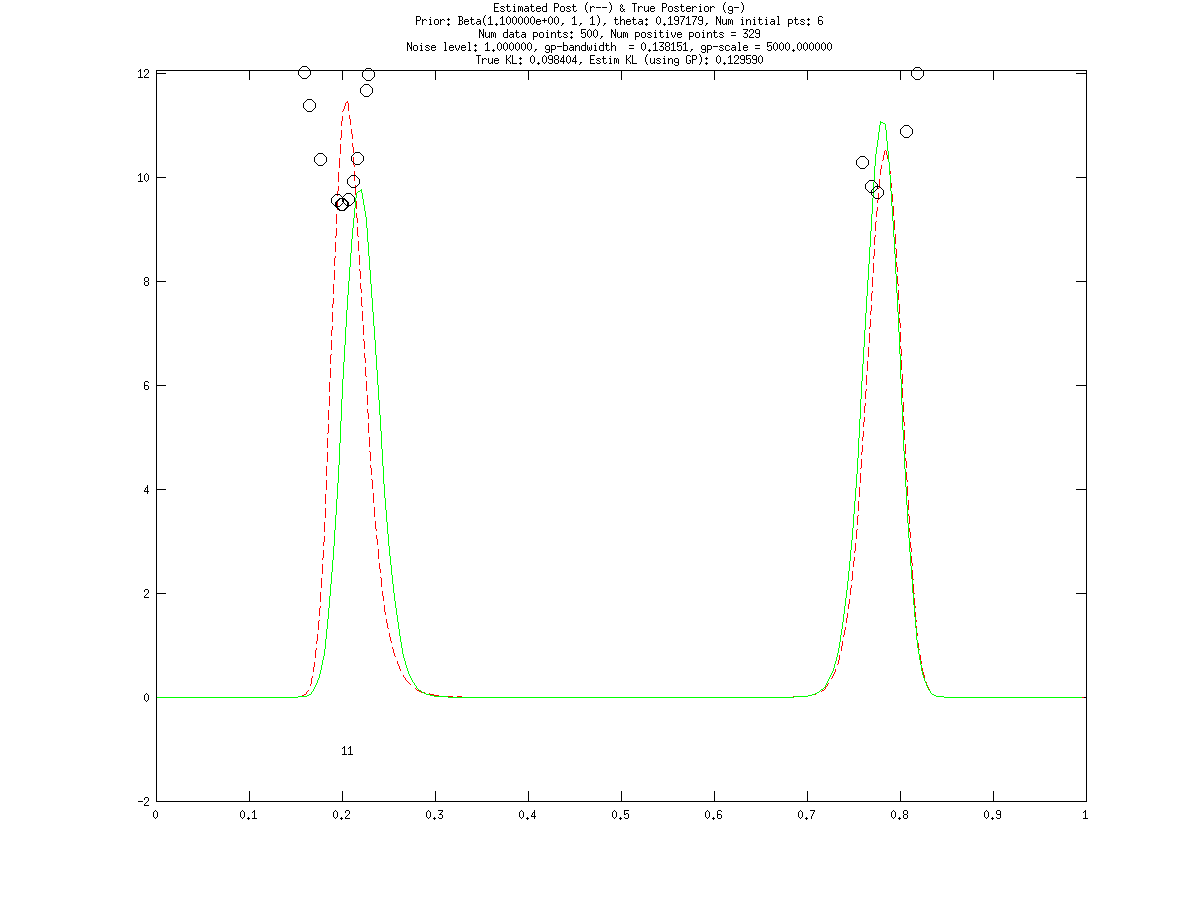 Estimated Post (r--) & True Posterior (g-)
Prior: Beta(1.100000e+00, 1, 1), theta: 0.197179, Num initial pts: 6
Num data points: 500, Num positive points = 329
Noise level: 1.000000, gp-bandwidth = 0.138151, gp-scale = 5000.000000
True KL: 0.098404, Estim KL (using GP): 0.129590
12
10
8
6
4
2
0
11
-2
0 0.1 0.2 0.3 0.4 0.5 0.6 0.7 0.8 0.9 1